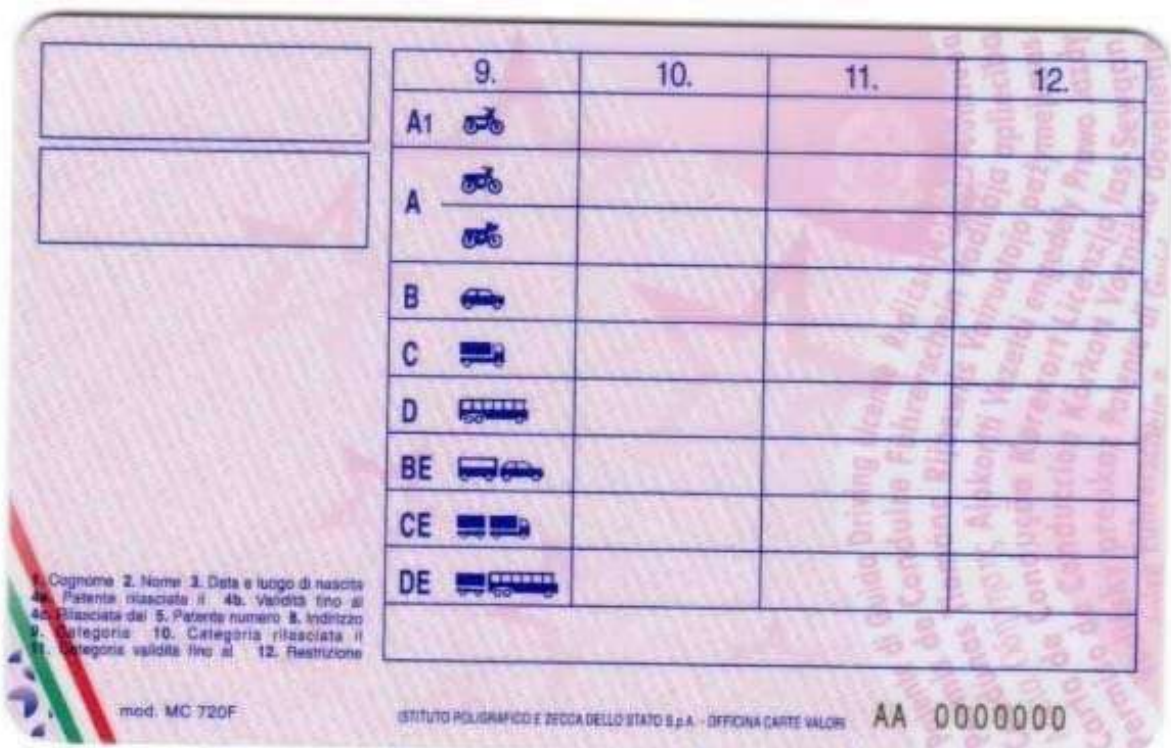 9. 10. 11. 12.
A1
A
B
C
D
BE
CE
DE
1. Cognome 2. Nome 3. Data e luogo di nascita
4a. Patente rilasciata il 4b. Validità fino al
4c. Rilasciata dal 5. Patente numero 8. Indirizzo
9. Categoria 10. Categoria rilasciata il
11. Categoria validità fino al 12. Restrizione
mod. MC 720F
ISTITUTO POLIGRAFICO E ZECCA DELLO STATO S.p.A. - OFFICINA CARTE VALORI
AA 0000000